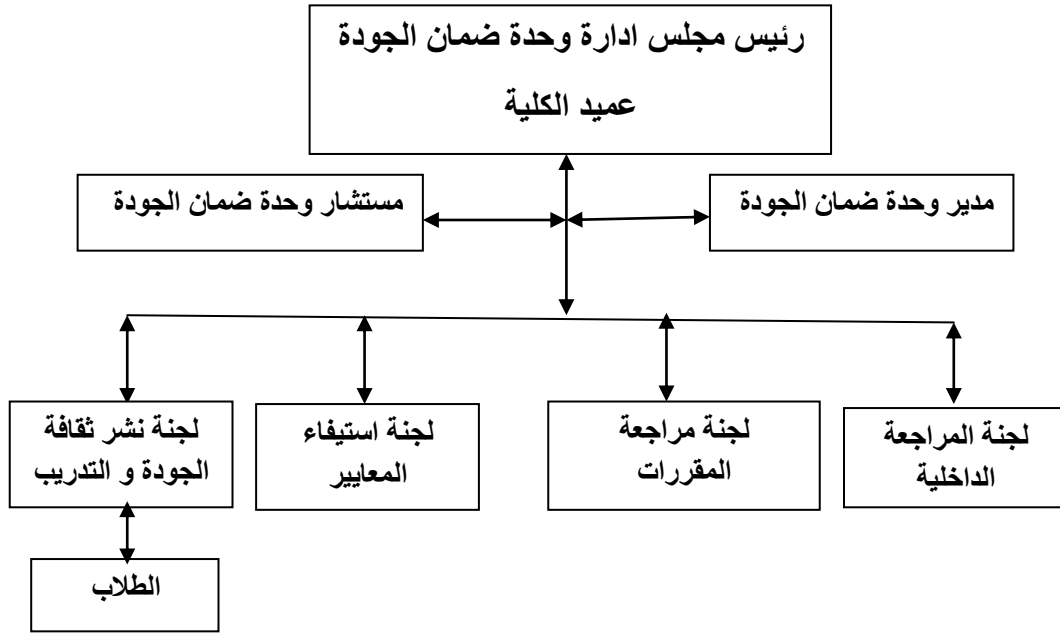 رئيس مجلس ادارة وحدة ضمان الجودة
عميد الكلية
مدير وحدة ضمان الجودة
مستشار وحدة ضمان الجودة
لجنة المراجعة
الداخلية
لجنة مراجعة
المقررات
لجنة استيفاء
المعايير
لجنة نشر ثقافة
الجودة و التدريب
الطلاب